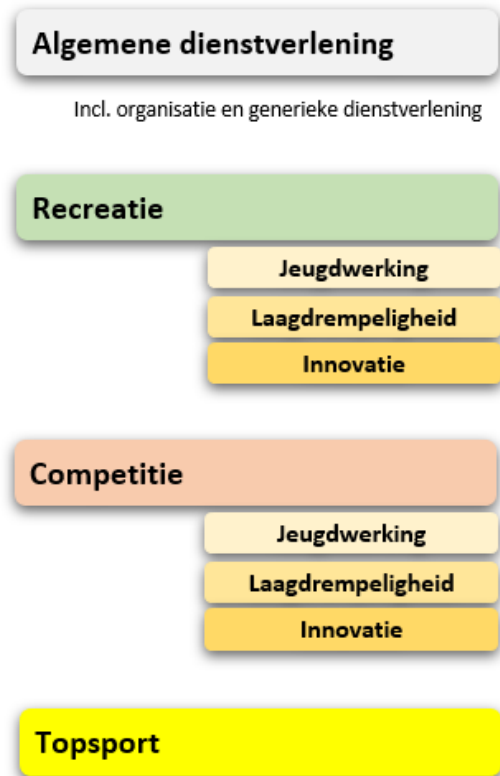 Algemene dienstverlening
Incl. organisatie en generieke dienstverlening
Recreatie
Jeugdwerking
Laagdrempeligheid
Innovatie
Competitie
Jeugdwerking
Laagdrempeligheid
Innovatie
Topsport